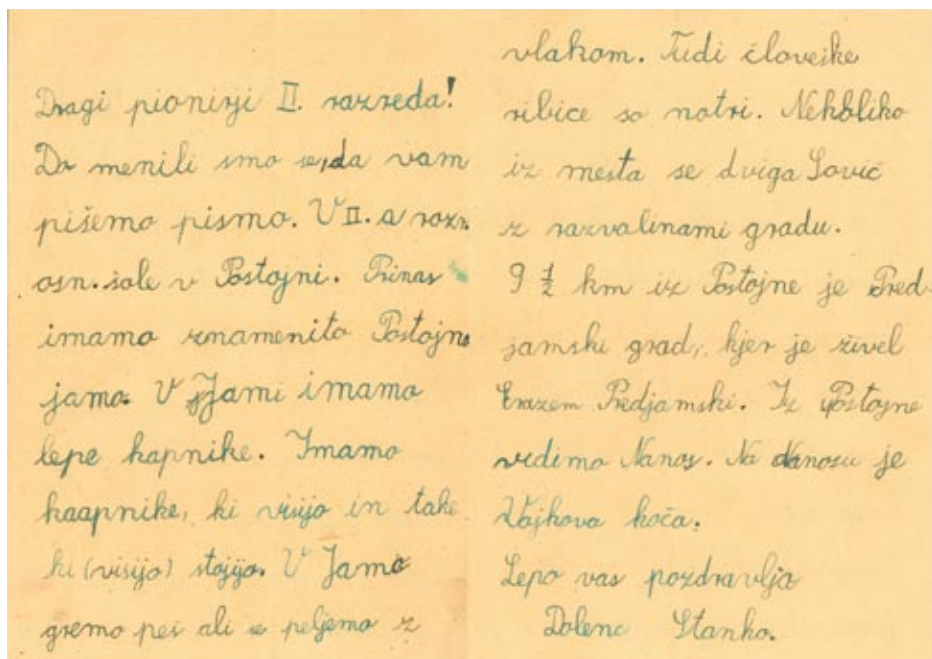 Dragi pionirji II. razreda!
Do menili smo se, da vam
pišemo pismo. V II. a razr.
osn. šole v Postojni. Prinas
imamo znamenito Postojno
jamo. V Jami imamo
lepe kapnike. Imamo
kaapnike, ki visijo in take
ki (visijo) stojijo. V Jamo
gremo peš ali se peljemo z
vlakom. Tudi človeške
ribice so notri. Nekoliko
iz mesta se dviga Sovič
z razvalinami gradu.
9 1/2 km iz Postojne je Pred-
jamski grad, kjer je živel
Erazem Predjamski. Iz Postojne
vidimo Nanos. Na Nanosu je
Vojkova koča.
Lepo vas pozdravlja
Dolenc Stanko.